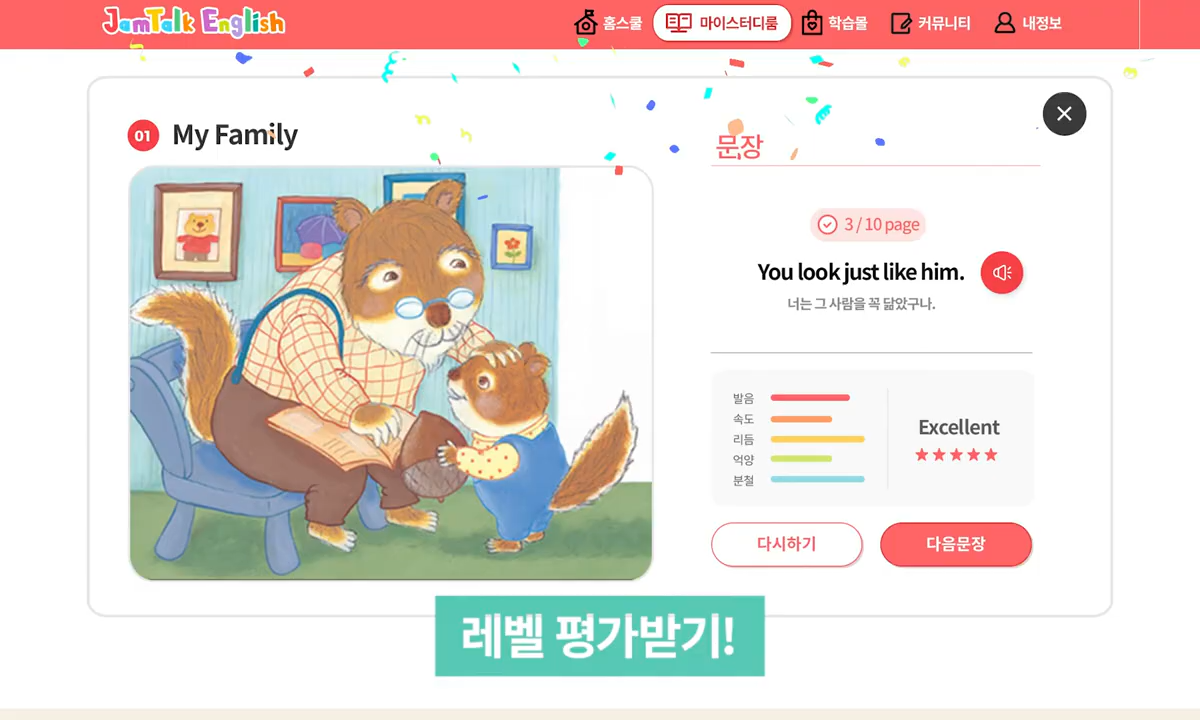 JamTalk English
홈스쿨
마이스터디룸
학습몰
커뮤니티
내정보
01 My Family
문장
3 / 10 page
You look just like him.
너는 그 사람을 꼭 닮았구나.
발음
속도
리듬
억양
분철
Excellent
다시하기
다음문장
레벨 평가받기!